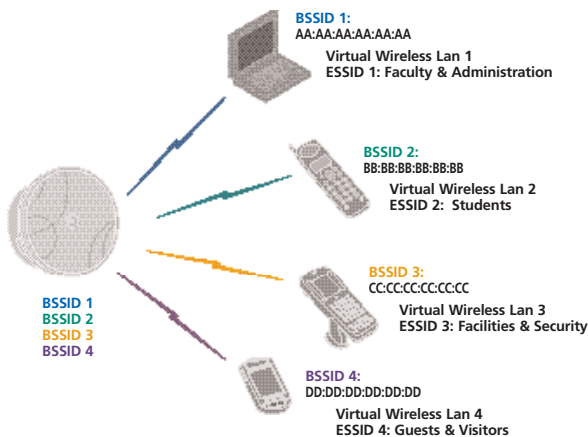 BSSID 1:
AA:AA:AA:AA:AA:AA
Virtual Wireless Lan 1
ESSID 1: Faculty & Administration
BSSID 2:
BB:BB:BB:BB:BB:BB
Virtual Wireless Lan 2
ESSID 2: Students
BSSID 1
BSSID 2
BSSID 3
BSSID 4
BSSID 3:
CC:CC:CC:CC:CC:CC
Virtual Wireless Lan 3
ESSID 3: Facilities & Security
BSSID 4:
DD:DD:DD:DD:DD:DD
Virtual Wireless Lan 4
ESSID 4: Guests & Visitors